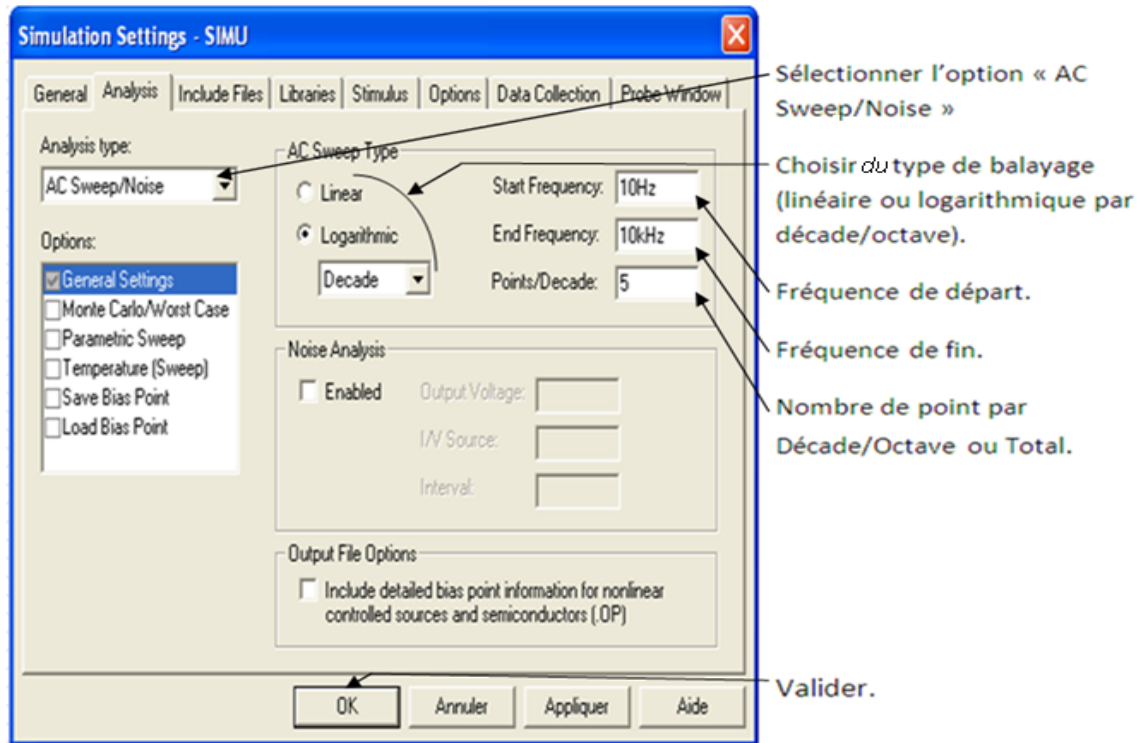 Simulation Settings - SIMU
General Analysis Include Files Libraries Stimulus Options Data Collection Probe Window
Analysis type:
AC Sweep/Noise
Options:
General Settings
Monte Carlo/Worst Case
Parametric Sweep
Temperature (Sweep)
Save Bias Point
Load Bias Point
AC Sweep Type
Linear
Logarithmic
Decade
Start Frequency: 10Hz
End Frequency: 10kHz
Points/Decade: 5
Noise Analysis
Enabled
Output Voltage:
I/V Source:
Interval:
Output File Options
Include detailed bias point information for nonlinear
controlled sources and semiconductors (.OP)
OK Annuler Appliquer Aide
Sélectionner l'option « AC
Sweep/Noise »
Choisir du type de balayage
(linéaire ou logarithmique par
décade/octave).
Fréquence de départ.
Fréquence de fin.
Nombre de point par
Décade/Octave ou Total.
Valider.